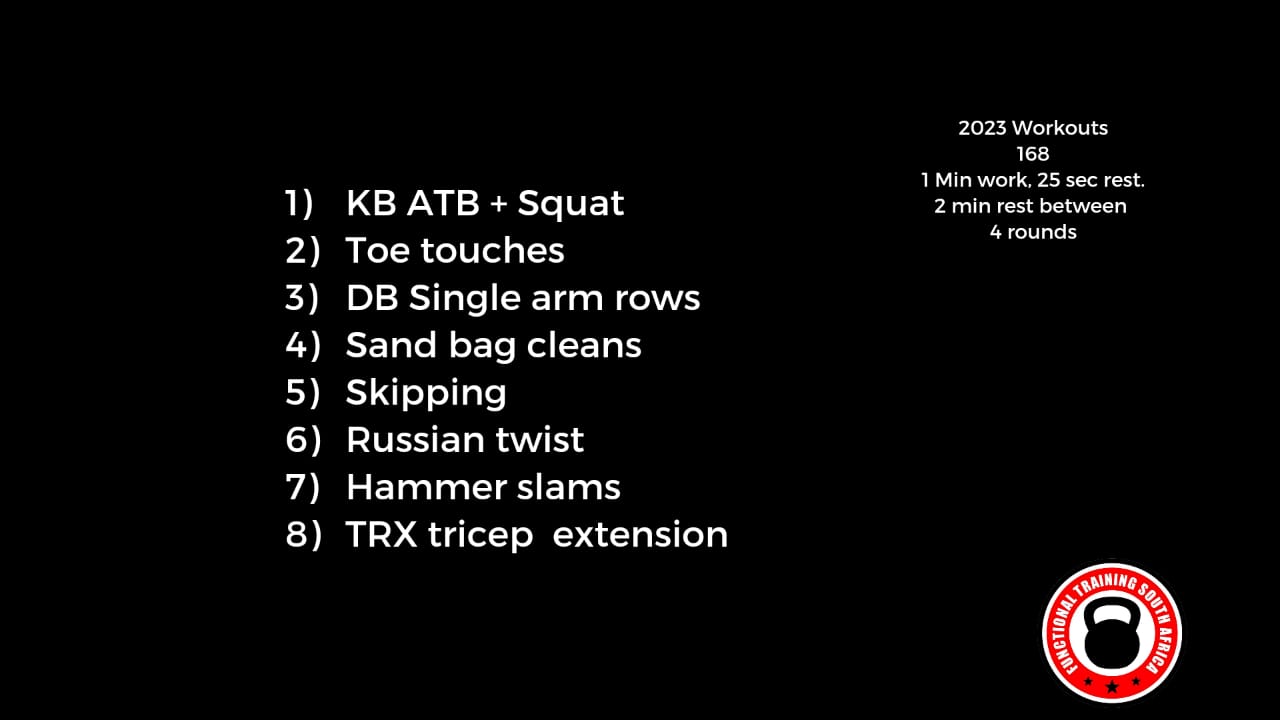 2023 Workouts
168
1 Min work, 25 sec rest.
2 min rest between
4 rounds
1) KB ATB + Squat
2) Toe touches
3) DB Single arm rows
4) Sand bag cleans
5) Skipping
6) Russian twist
7) Hammer slams
8) TRX tricep  extension
FUNCTIONAL TRAINING SOUTH AFRICA